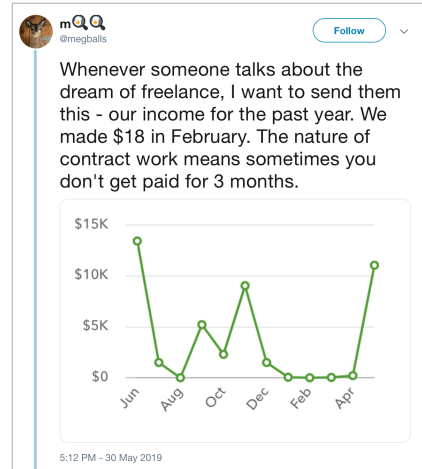 m🔍🔍
@megballs
Follow
Whenever someone talks about the
dream of freelance, I want to send them
this - our income for the past year. We
made $18 in February. The nature of
contract work means sometimes you
don't get paid for 3 months.
$15K
$10K
$5K
$0
Jun Aug Oct Dec Feb Apr
5:12 PM - 30 May 2019